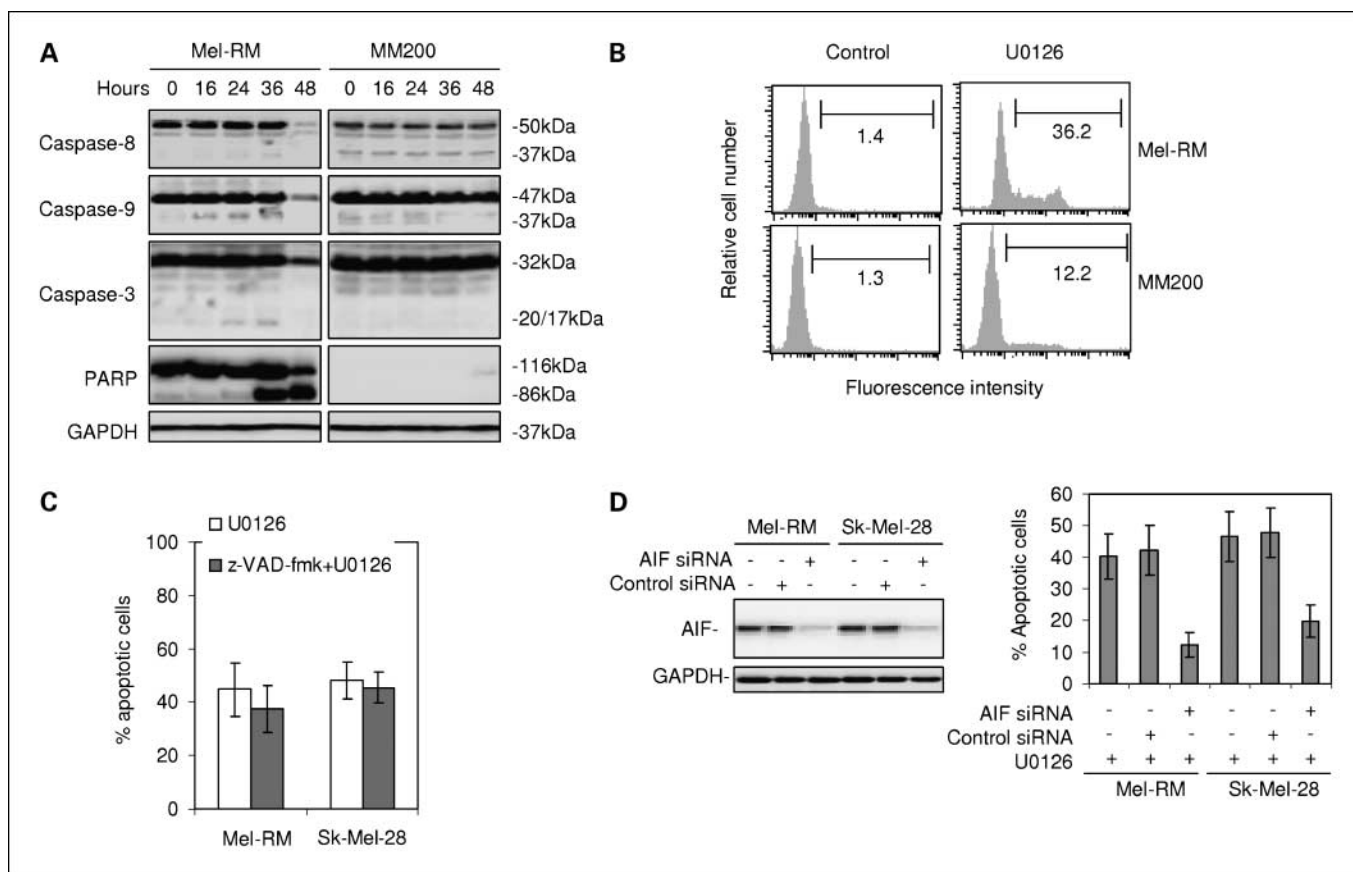 A
Mel-RM MM200
Hours 0 16 24 36 48 0 16 24 36 48
Caspase-8
-50kDa
-37kDa
Caspase-9
-47kDa
-37kDa
Caspase-3
-32kDa
-20/17kDa
PARP
-116kDa
-86kDa
GAPDH
-37kDa
B
Control U0126
Relative cell number
1.4
36.2
Mel-RM
1.3
12.2
MM200
Fluorescence intensity
C
U0126
z-VAD-fmk+U0126
% apoptotic cells
100
80
60
40
20
0
Mel-RM Sk-Mel-28
D
Mel-RM Sk-Mel-28
AIF siRNA - - + - - +
Control siRNA - + - - + -
AIF-
GAPDH-
% Apoptotic cells
60
50
40
30
20
10
0
AIF siRNA - - + - - +
Control siRNA - + - - + -
U0126 + + + + + +
Mel-RM Sk-Mel-28